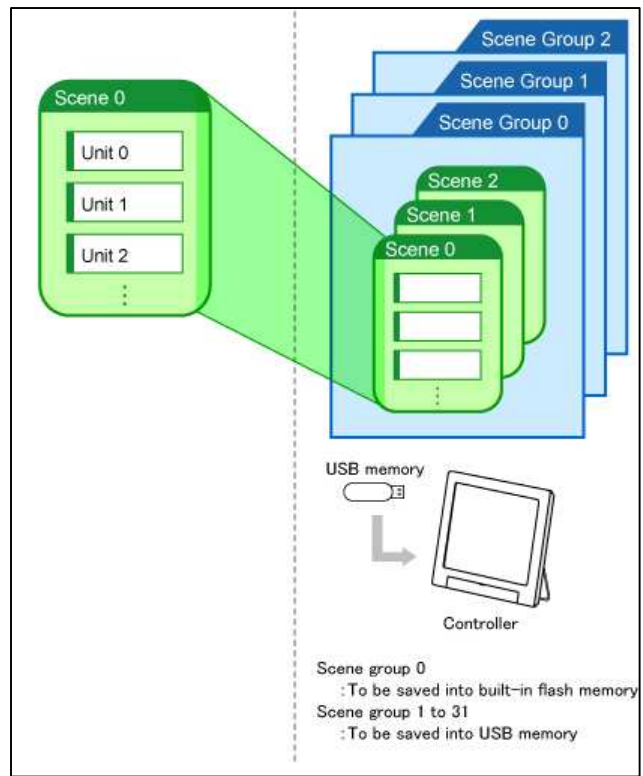 Scene 0
Unit 0
Unit 1
Unit 2
Scene Group 2
Scene Group 1
Scene Group 0
Scene 2
Scene 1
Scene 0
USB memory
Controller
Scene group 0
:To be saved into built-in flash memory
Scene group 1 to 31
:To be saved into USB memory